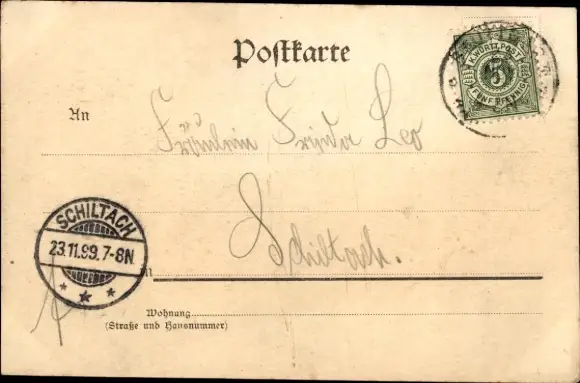 Postkarte
K.WÜRTT.POST
5
FÜNF PFENNIG
An
Fräulein Frieda Leo
SCHILTACH
23.11.99.7-8N.
Schiltach.
in
Wohnung
(Straße und Hausnummer)